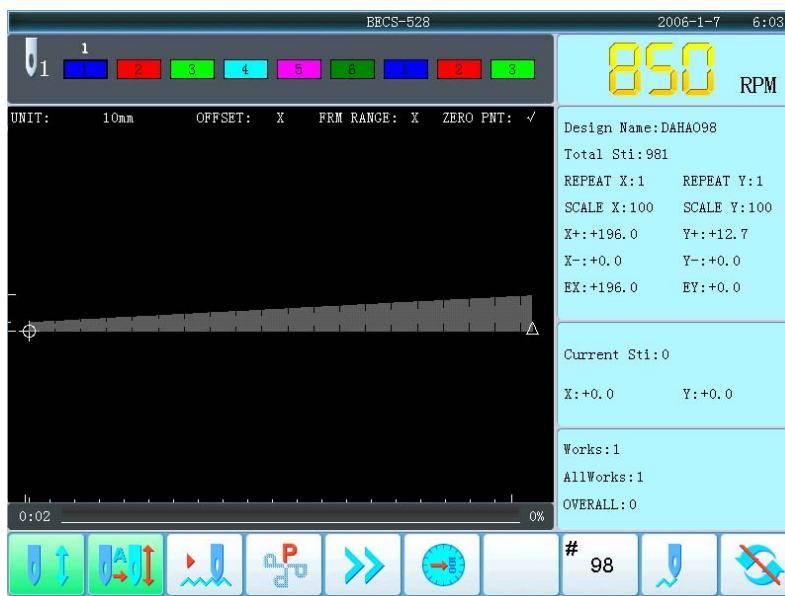 BECS-528 2006-1-7 6:03
1
1 1 2 3 4 5 6 1 2 3
850 RPM
UNIT: 10mm OFFSET: X FRM RANGE: X ZERO PNT: √
Design Name:DAHAO98
Total Sti:981
REPEAT X:1 REPEAT Y:1
SCALE X:100 SCALE Y:100
X+:+196.0 Y+:+12.7
X-:+0.0 Y-:+0.0
EX:+196.0 EY:+0.0
Current Sti:0
X:+0.0 Y:+0.0
Works:1
AllWorks:1
OVERALL:0
0:02 0%
A P P P P 100 # 98